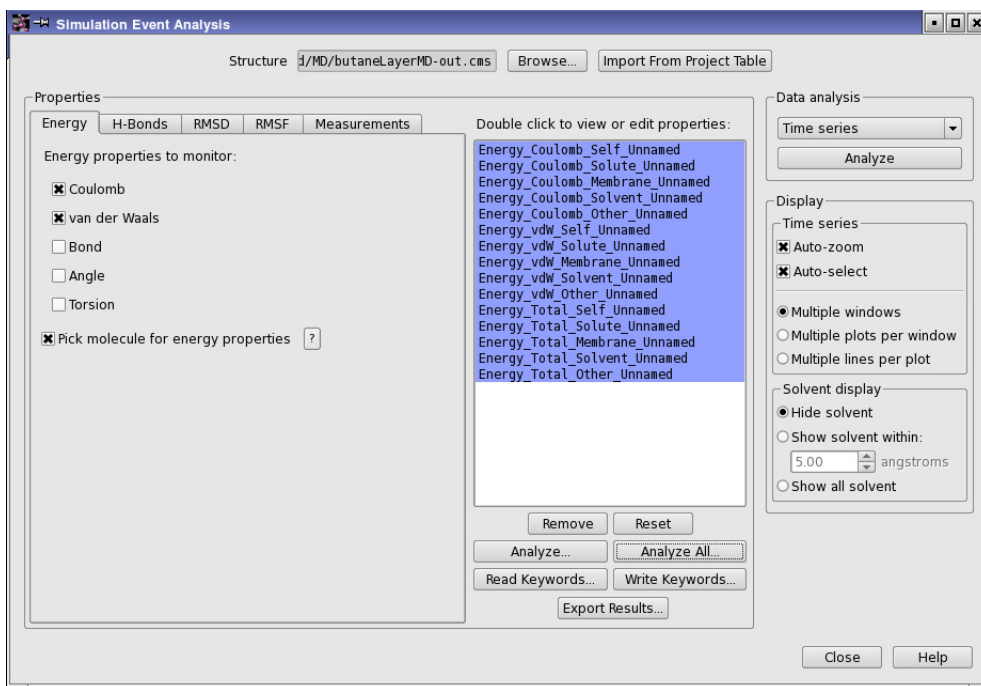 Simulation Event Analysis
Structure d/MD/butaneLayerMD-out.cms Browse... Import From Project Table
Properties
Energy H-Bonds RMSD RMSF Measurements
Energy properties to monitor:
Coulomb
van der Waals
Bond
Angle
Torsion
Pick molecule for energy properties ?
Double click to view or edit properties:
Energy_Coulomb_Self_Unnamed
Energy_Coulomb_Solute_Unnamed
Energy_Coulomb_Membrane_Unnamed
Energy_Coulomb_Solvent_Unnamed
Energy_Coulomb_Other_Unnamed
Energy_vdW_Self_Unnamed
Energy_vdW_Solute_Unnamed
Energy_vdW_Membrane_Unnamed
Energy_vdW_Solvent_Unnamed
Energy_vdW_Other_Unnamed
Energy_Total_Self_Unnamed
Energy_Total_Solute_Unnamed
Energy_Total_Membrane_Unnamed
Energy_Total_Solvent_Unnamed
Energy_Total_Other_Unnamed
Remove Reset
Analyze... Analyze All...
Read Keywords... Write Keywords...
Export Results...
Data analysis
Time series
Analyze
Display
Time series
Auto-zoom
Auto-select
Multiple windows
Multiple plots per window
Multiple lines per plot
Solvent display
Hide solvent
Show solvent within:
5.00 angstroms
Show all solvent
Close Help